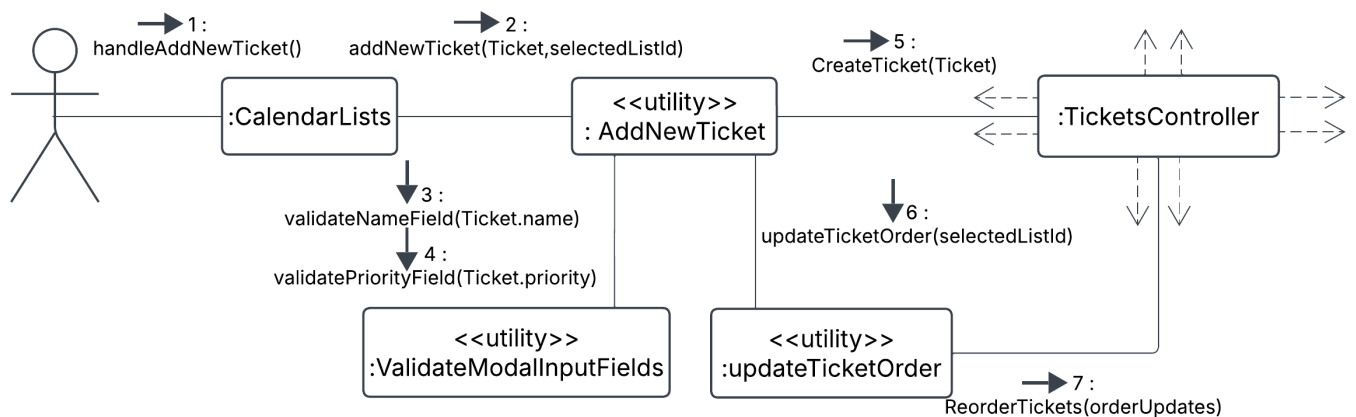 1 :
handleAddNewTicket()
2 :
addNewTicket(Ticket,selectedListId)
5 :
CreateTicket(Ticket)
:CalendarLists
<<utility>>
: AddNewTicket
:TicketsController
3 :
validateNameField(Ticket.name)
4 :
validatePriorityField(Ticket.priority)
6 :
updateTicketOrder(selectedListId)
<<utility>>
:ValidateModalInputFields
<<utility>>
:updateTicketOrder
7 :
ReorderTickets(orderUpdates)